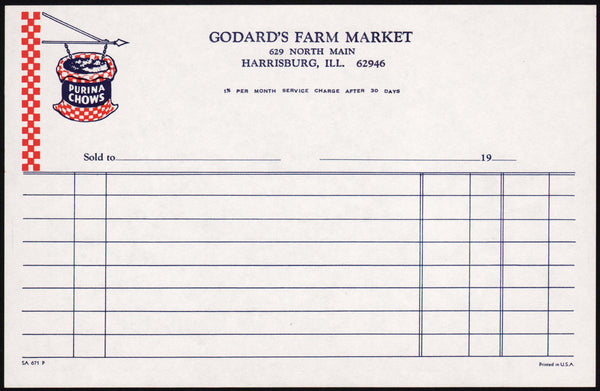 GODARD'S FARM MARKET
629 NORTH MAIN
HARRISBURG, ILL. 62946
1% PER MONTH SERVICE CHARGE AFTER 30 DAYS
PURINA
CHOWS
Sold to 19
SA 671 P Printed in U.S.A.